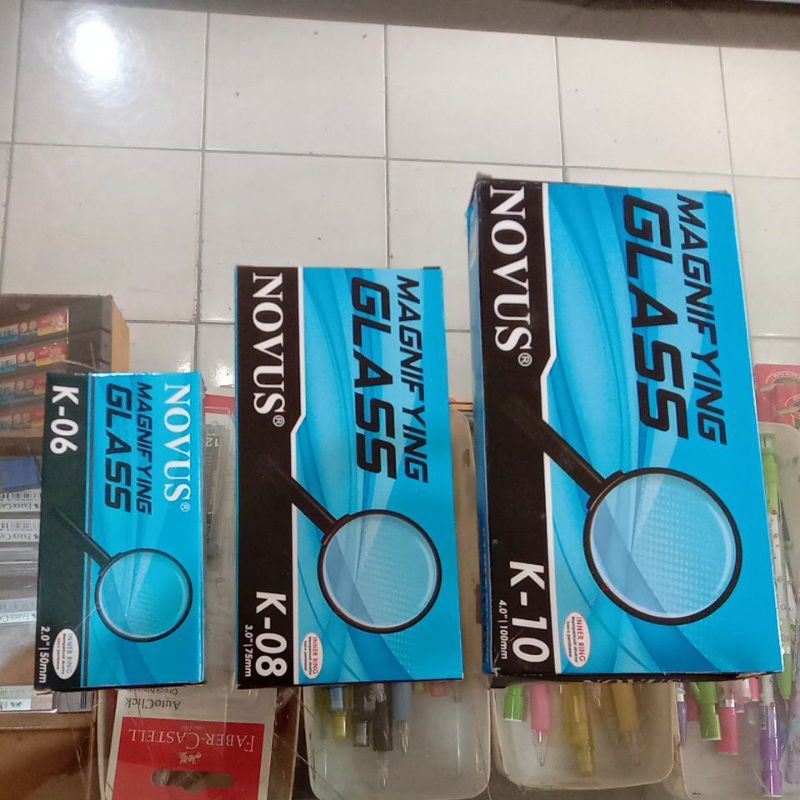 NOVUS®
MAGNIFYING
GLASS
K-06
2.0" | 50mm
NOVUS®
MAGNIFYING
GLASS
K-08
3.0" | 75mm
INNER RING
NOVUS®
MAGNIFYING
GLASS
K-10
4.0" | 100mm
INNER RING
AutoClick
FABER-CASTELL